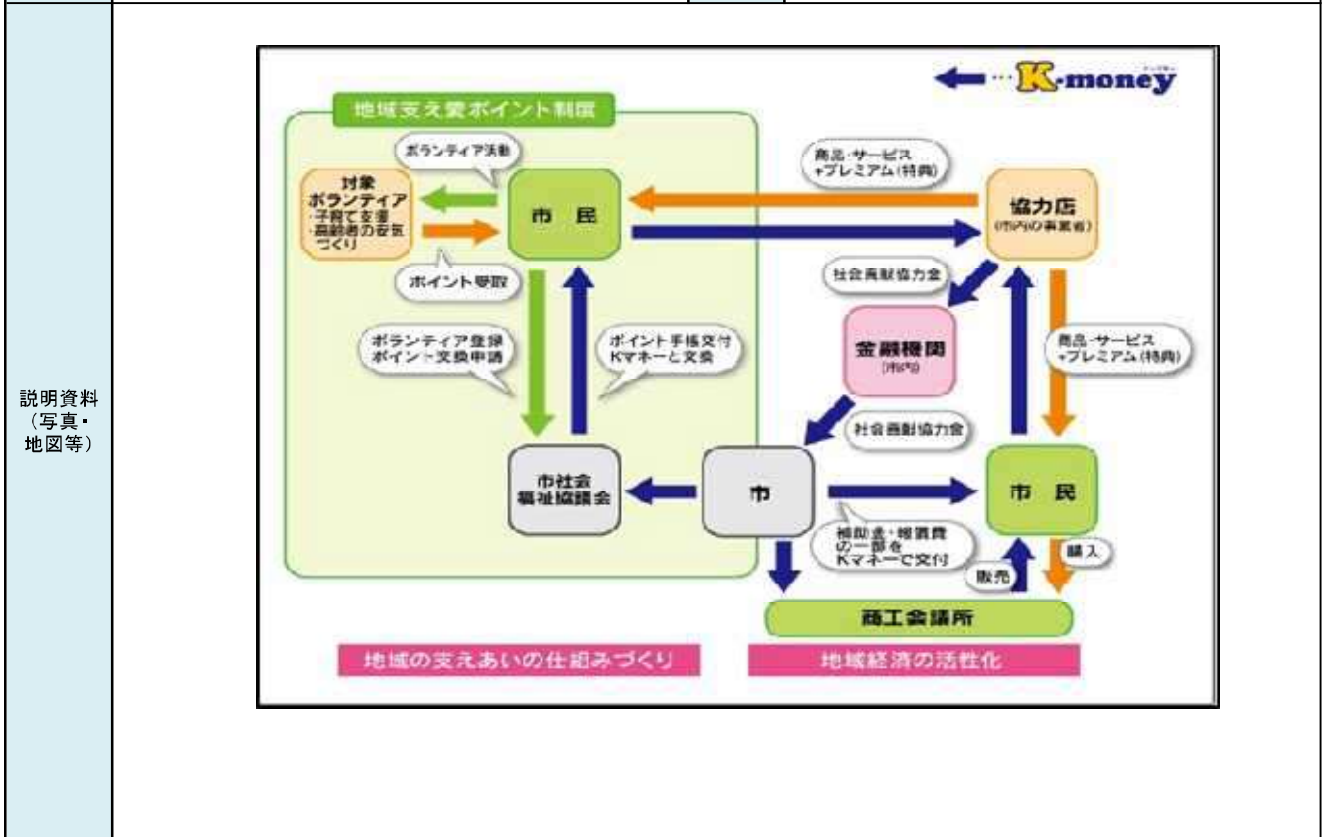 説明資料
(写真・
地図等)
…K-money
地域支え愛ポイント制度
ボランティア活動
対象
ボランティア
・子育て支援
・高齢者の安気
づくり
市 民
ポイント受取
商品・サービス
+プレミアム(特典)
協力店
(市内の事業者)
社会貢献協力金
金融機関
(市内)
社会貢献協力金
商品・サービス
+プレミアム(特典)
ボランティア登録
ポイント交換申請
ポイント手帳交付
Kマネーと交換
市社会
福祉協議会
市
市 民
補助金・報償費
の一部を
Kマネーで交付
販売
購入
商工会議所
地域の支えあいの仕組みづくり
地域経済の活性化